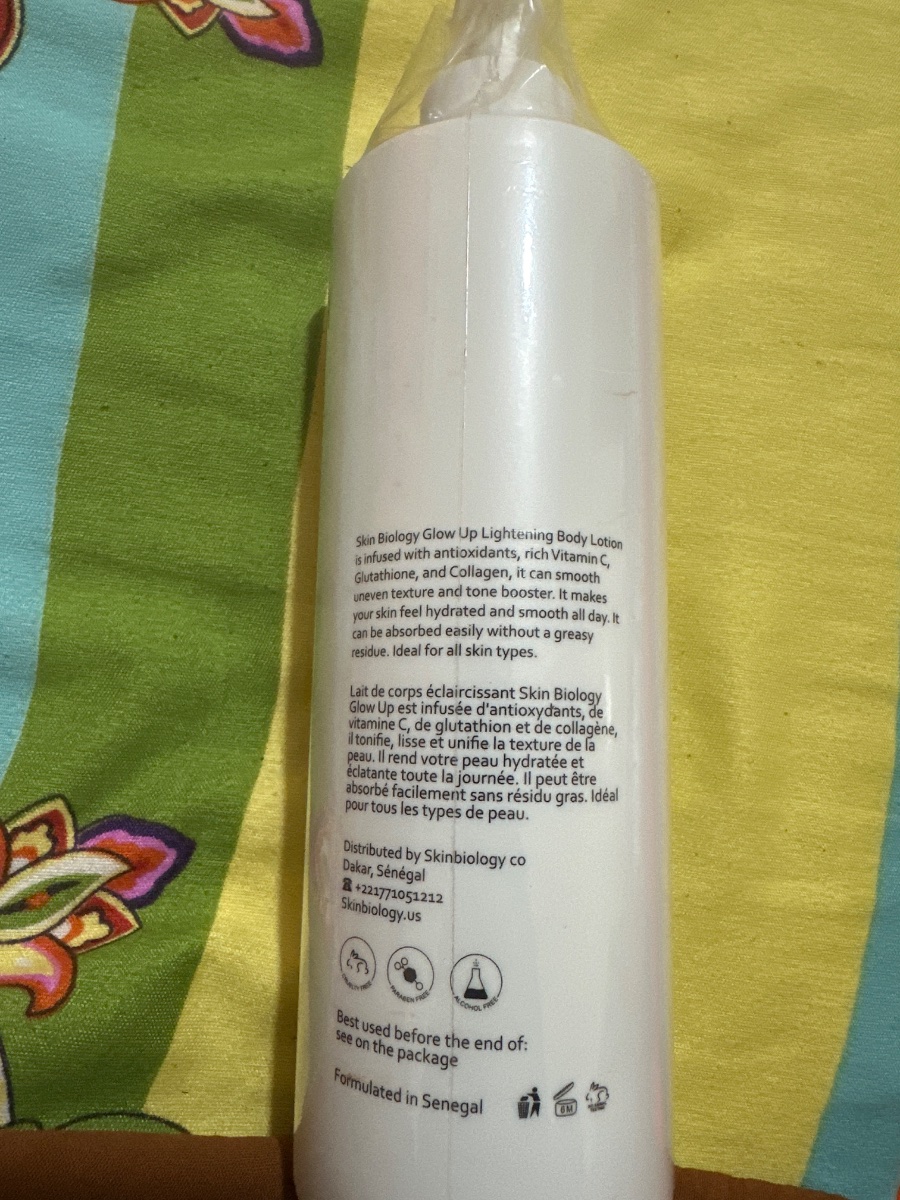 Skin Biology Glow Up Lightening Body Lotion
is infused with antioxidants, rich Vitamin C,
Glutathione, and Collagen, it can smooth
uneven texture and tone booster. It makes
your skin feel hydrated and smooth all day. It
can be absorbed easily without a greasy
residue. Ideal for all skin types.
Lait de corps éclaircissant Skin Biology
Glow Up est infusée d'antioxydants, de
vitamine C, de glutathion et de collagène,
il tonifie, lisse et unifie la texture de la
peau. Il rend votre peau hydratée et
éclatante toute la journée. Il peut être
absorbé facilement sans résidu gras. Idéal
pour tous les types de peau.
Distributed by Skinbiology co
Dakar, Sénégal
+221771051212
Skinbiology.us
CRUELTY FREE
PARABEN FREE
ALCOHOL FREE
Best used before the end of:
see on the package
Formulated in Senegal
6M